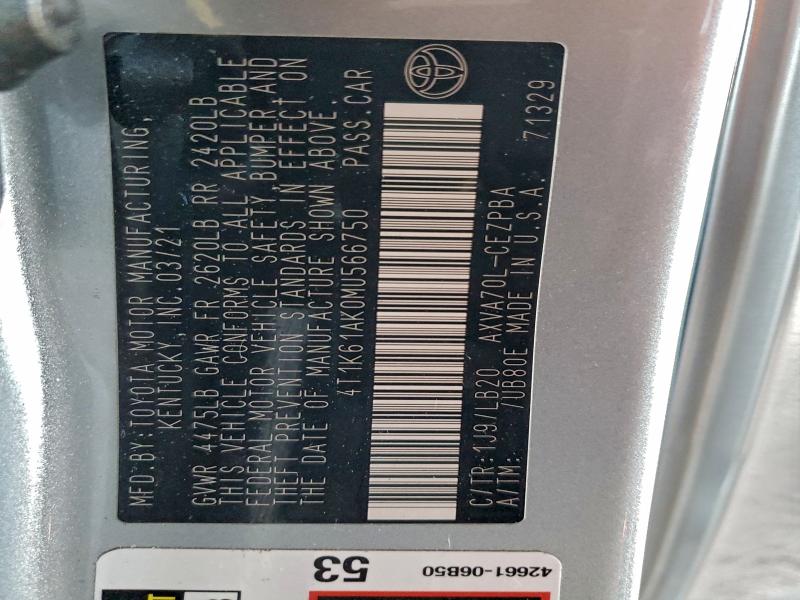 MFD.BY:TOYOTA MOTOR MANUFACTURING,
KENTUCKY, INC.03/21
GVWR 4475LB GAWR FR 2620LB RR 2420LB
THIS VEHICLE CONFORMS TO ALL APPLICABLE
FEDERAL MOTOR VEHICLE SAFETY, BUMPER AND
THEFT PREVENTION STANDARDS IN EFFECT ON
THE DATE OF MANUFACTURE SHOWN ABOVE.
4T1K61AK0MU566750 PASS.CAR
C/TR:1J9/LB20 AXVA70L-CEZPBA
A/TM: /UB80E MADE IN U.S.A. 71329
53
42661-06B50